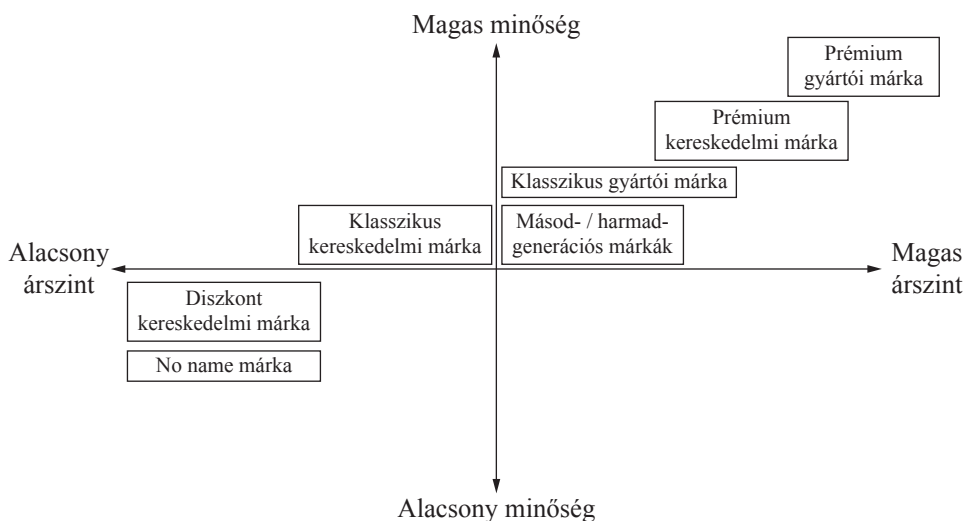 Magas minőség
Prémium
gyártói márka
Prémium
kereskedelmi márka
Klasszikus gyártói márka
Klasszikus
kereskedelmi márka
Másod- / harmad-
generációs márkák
Alacsony
árszint
Magas
árszint
Diszkont
kereskedelmi márka
No name márka
Alacsony minőség